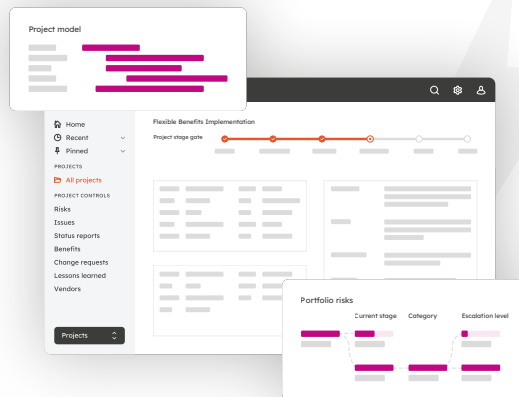 Project model
Home
Recent
Pinned
PROJECTS
All projects
PROJECT CONTROLS
Risks
Issues
Status reports
Benefits
Change requests
Lessons learned
Vendors
Projects
Flexible Benefits Implementation
Project stage gate
Portfolio risks
Current stage Category Escalation level